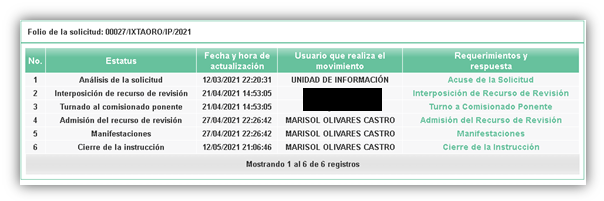 Folio de la solicitud: 00027/IXTAORO/IP/2021
No. Estatus Fecha y hora de actualización Usuario que realiza el movimiento Requerimientos y respuesta
1 Análisis de la solicitud 12/03/2021 22:20:31 UNIDAD DE INFORMACIÓN Acuse de la Solicitud
2 Interposición de recurso de revisión 21/04/2021 14:53:05 Interposición de Recurso de Revisión
3 Turnado al comisionado ponente 21/04/2021 14:53:05 Turno a Comisionado Ponente
4 Admisión del recurso de revisión 27/04/2021 22:26:42 MARISOL OLIVARES CASTRO Admisión del Recurso de Revisión
5 Manifestaciones 27/04/2021 22:26:42 MARISOL OLIVARES CASTRO Manifestaciones
6 Cierre de la instrucción 12/05/2021 21:06:46 MARISOL OLIVARES CASTRO Cierre de la Instrucción
Mostrando 1 al 6 de 6 registros